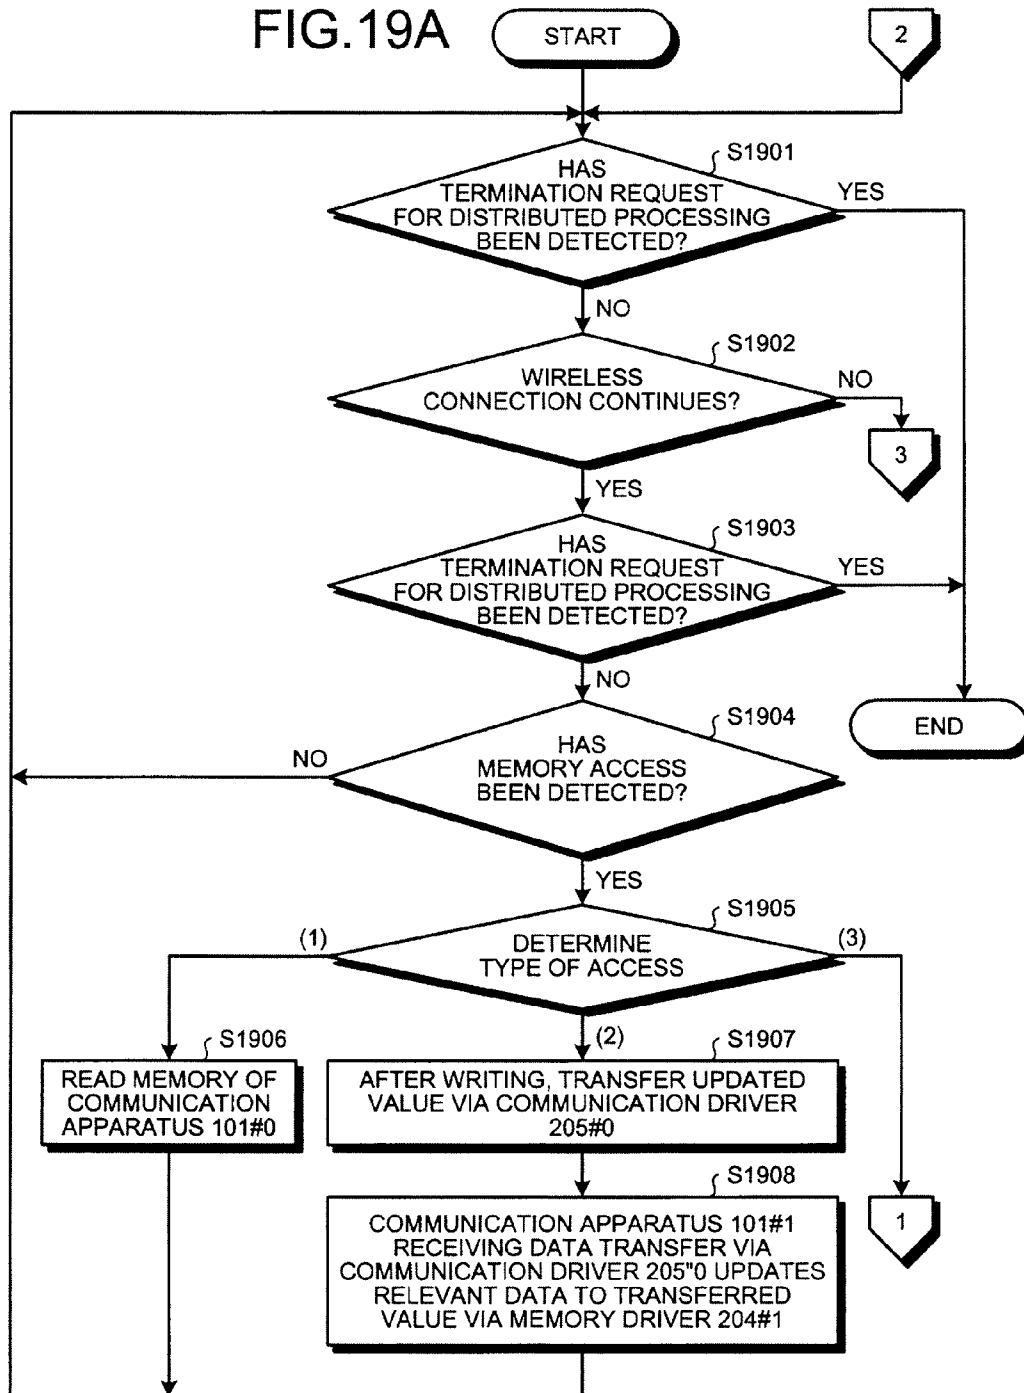 FIG.19A
START
2
S1901
HAS
TERMINATION REQUEST
FOR DISTRIBUTED PROCESSING
BEEN DETECTED?
YES
NO
S1902
WIRELESS
CONNECTION CONTINUES?
NO
3
YES
S1903
HAS
TERMINATION REQUEST
FOR DISTRIBUTED PROCESSING
BEEN DETECTED?
YES
NO
END
S1904
HAS
MEMORY ACCESS
BEEN DETECTED?
NO
YES
S1905
DETERMINE
TYPE OF ACCESS
(1)
(3)
(2)
S1906
READ MEMORY OF
COMMUNICATION
APPARATUS 101#0
S1907
AFTER WRITING, TRANSFER UPDATED
VALUE VIA COMMUNICATION DRIVER
205#0
S1908
COMMUNICATION APPARATUS 101#1
RECEIVING DATA TRANSFER VIA
COMMUNICATION DRIVER 205"0 UPDATES
RELEVANT DATA TO TRANSFERRED
VALUE VIA MEMORY DRIVER 204#1
1